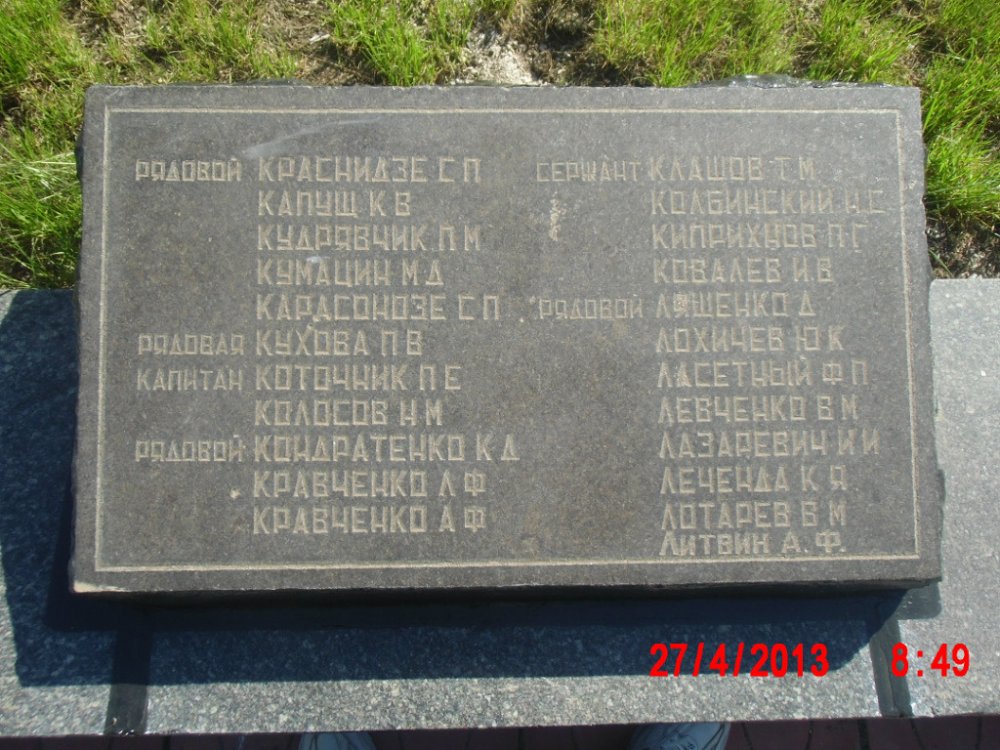 РЯДОВОЙ КРАСНИДЗЕ С П
КАПУЩ К В
КУДРЯВЧИК П М
КУМАЦИН М Д
КАРАСОНОЗЕ С П
РЯДОВАЯ КУХОВА П В
КАПИТАН КОТОЧНИК П Е
КОЛОСОВ Н М
РЯДОВОЙ КОНДРАТЕНКО К Д
КРАВЧЕНКО Л Ф
КРАВЧЕНКО А Ф
СЕРЖАНТ КЛАШОВ Т М
КОЛБИНСКИЙ Н С
КИПРИХНОВ П Г
КОВАЛЕВ И В
РЯДОВОЙ ЛЯШЕНКО Д
ЛОХИЧЕВ Ю К
ЛАСЕТНЫЙ Ф П
ЛЕВЧЕНКО В М
ЛАЗАРЕВИЧ И И
ЛЕЧЕНДА К Я
ЛОТАРЕВ В М
ЛИТВИН А. Ф.
27/4/2013 8:49